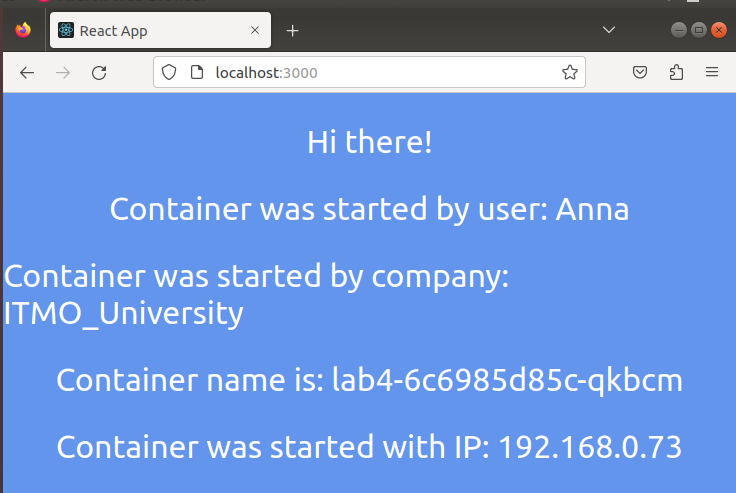 React App
localhost:3000
Hi there!
Container was started by user: Anna
Container was started by company:
ITMO_University
Container name is: lab4-6c6985d85c-qkbcm
Container was started with IP: 192.168.0.73